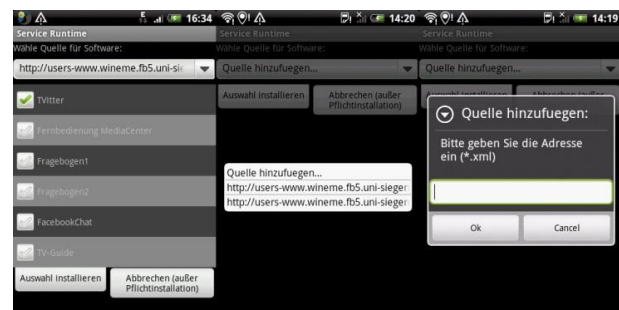 16:34
Service Runtime
Wähle Quelle für Software:
http://users-www.wineme.fb5.uni-sie
TVitter
Fernbedienung MediaCenter
Fragebogen1
Fragebogen2
FacebookChat
TV-Guide
Auswahl installieren
Abbrechen (außer
Pflichtinstallation)
14:20
Service Runtime
Wähle Quelle für Software:
Quelle hinzufuegen...
Auswahl installieren
Abbrechen (außer
Pflichtinstallation)
Quelle hinzufuegen...
http://users-www.wineme.fb5.uni-sieger
http://users-www.wineme.fb5.uni-sieger
14:19
Service Runtime
Wähle Quelle für Software:
Quelle hinzufuegen...
Quelle hinzufuegen:
Bitte geben Sie die Adresse
ein (*.xml)
Ok
Cancel